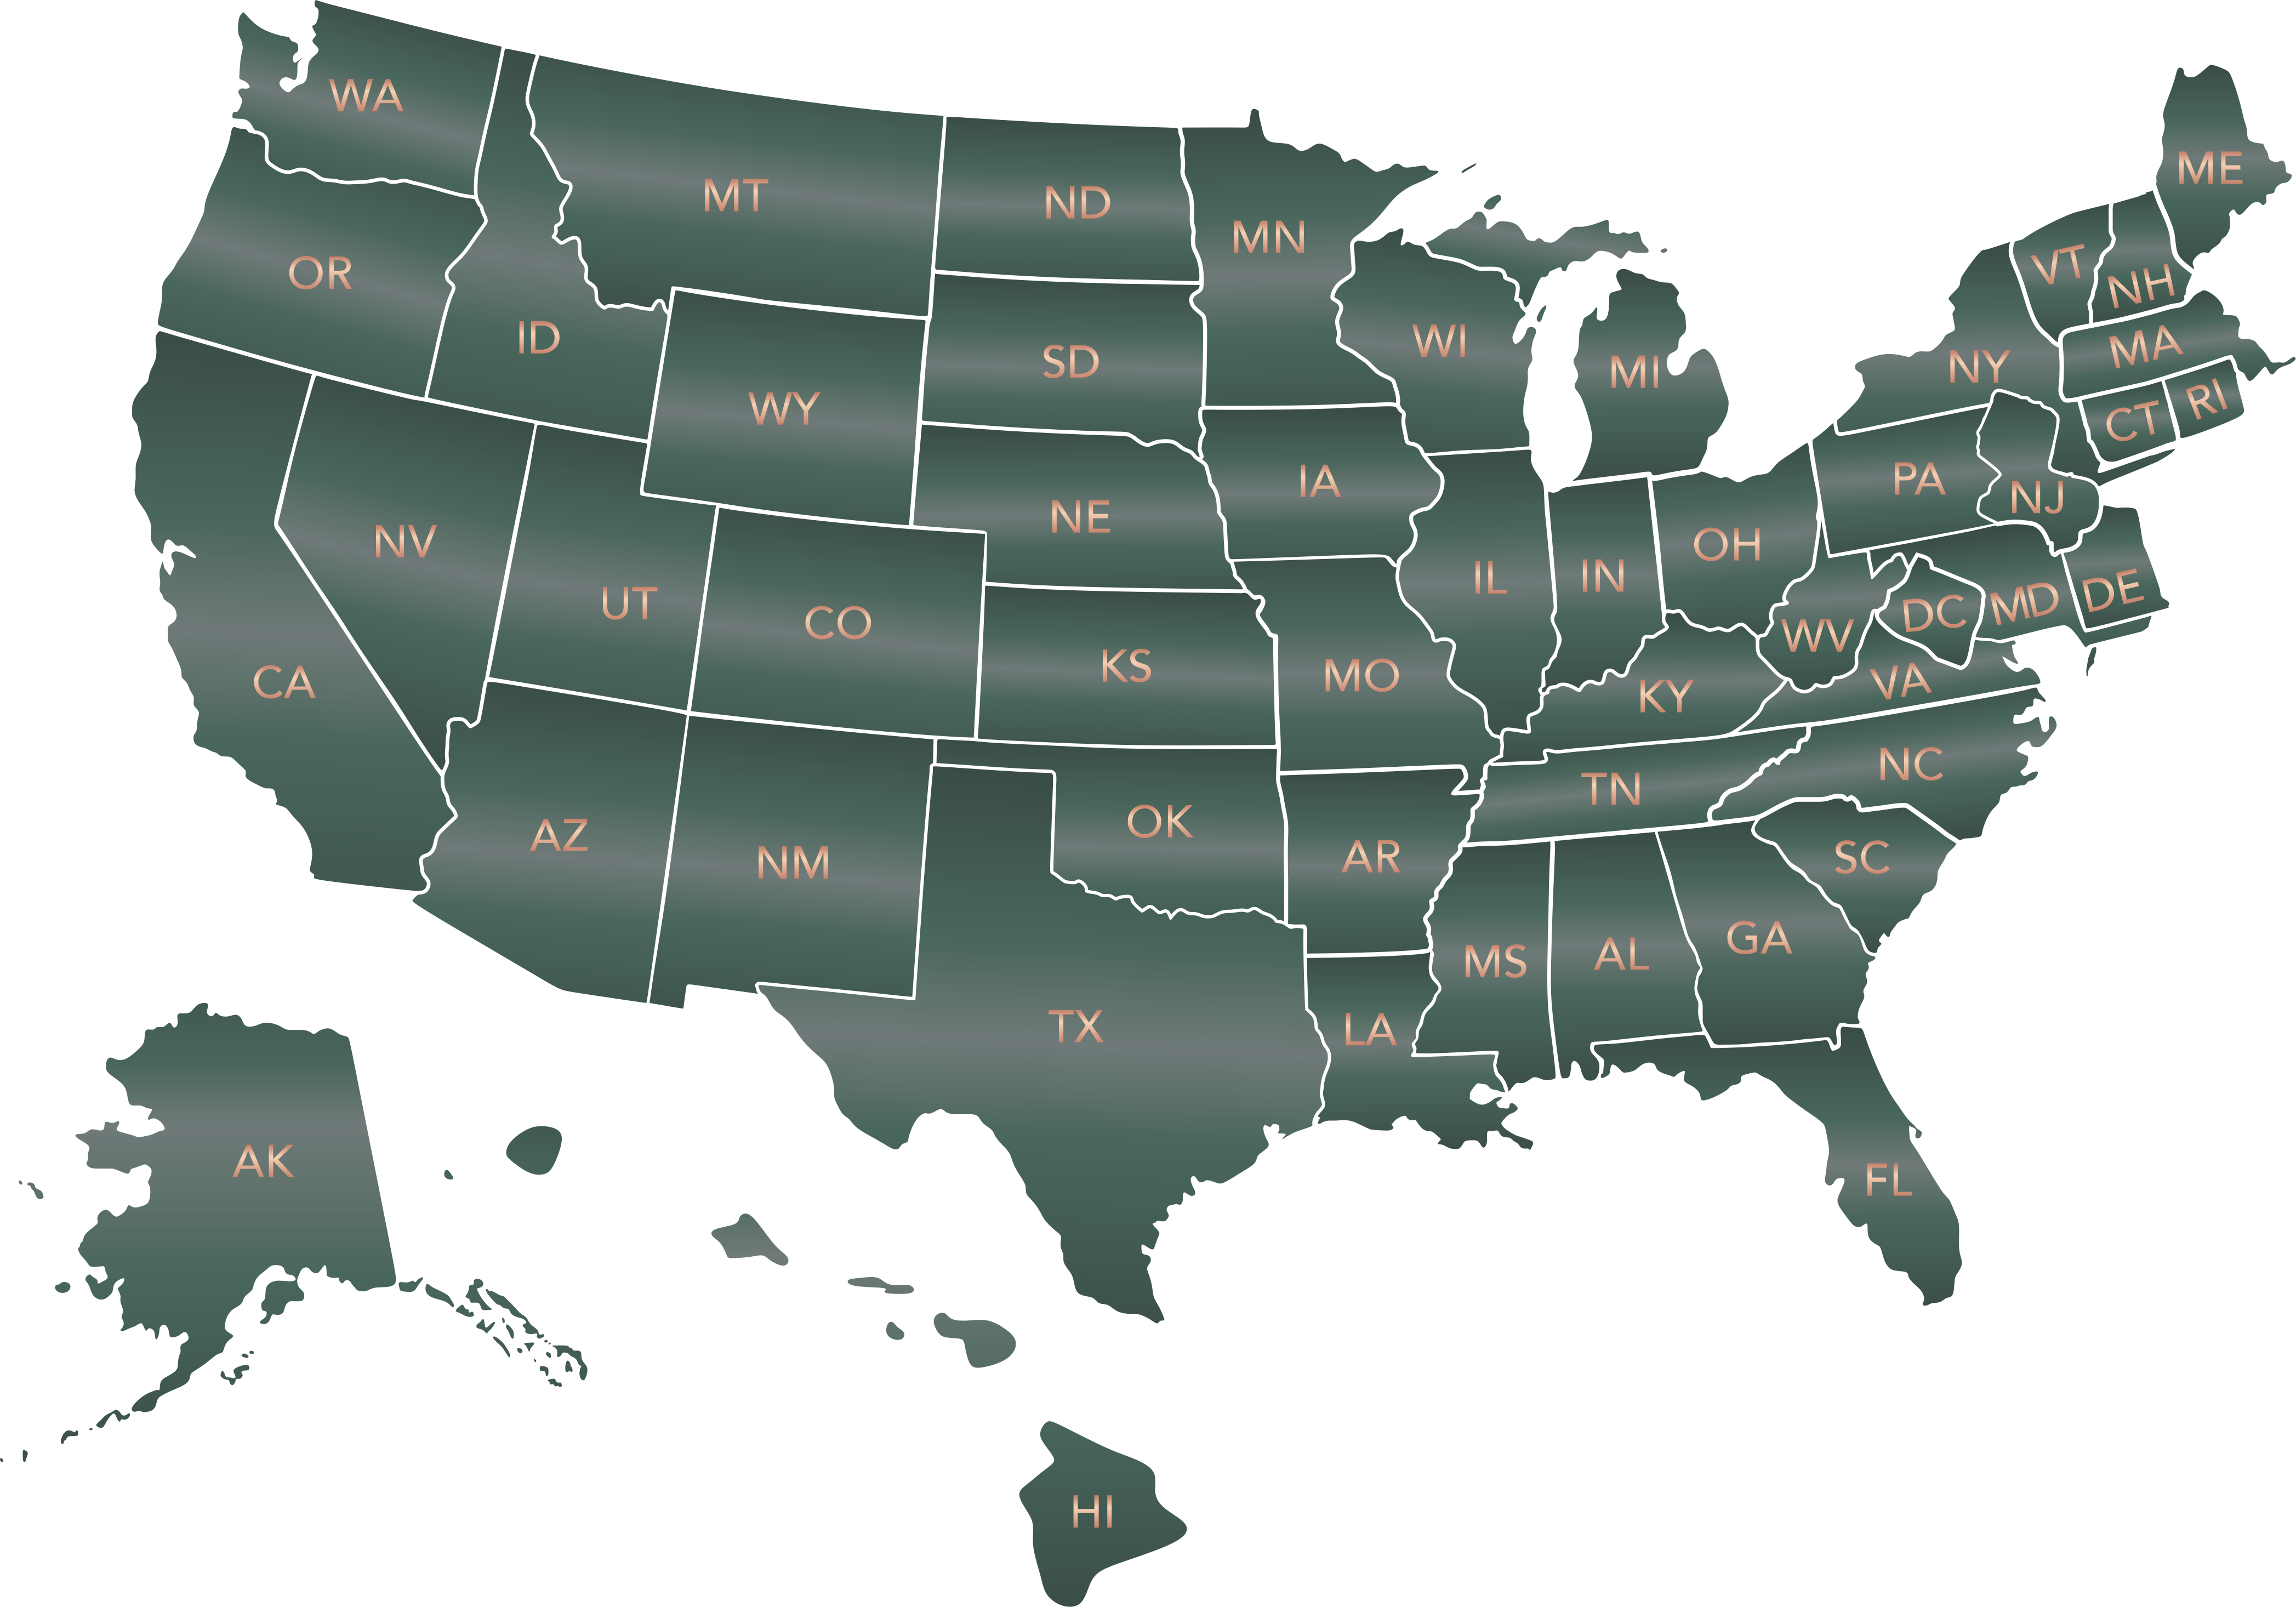 WA
ME
MT
ND
MN
VT
NH
OR
ID
SD
WI
MI
NY
MA
WY
CT
RI
NV
NE
IA
PA
NJ
OH
UT
CO
IL
IN
DC
MD
DE
WV
CA
KS
MO
KY
VA
TN
NC
AZ
NM
OK
AR
SC
MS
AL
GA
TX
LA
AK
FL
HI